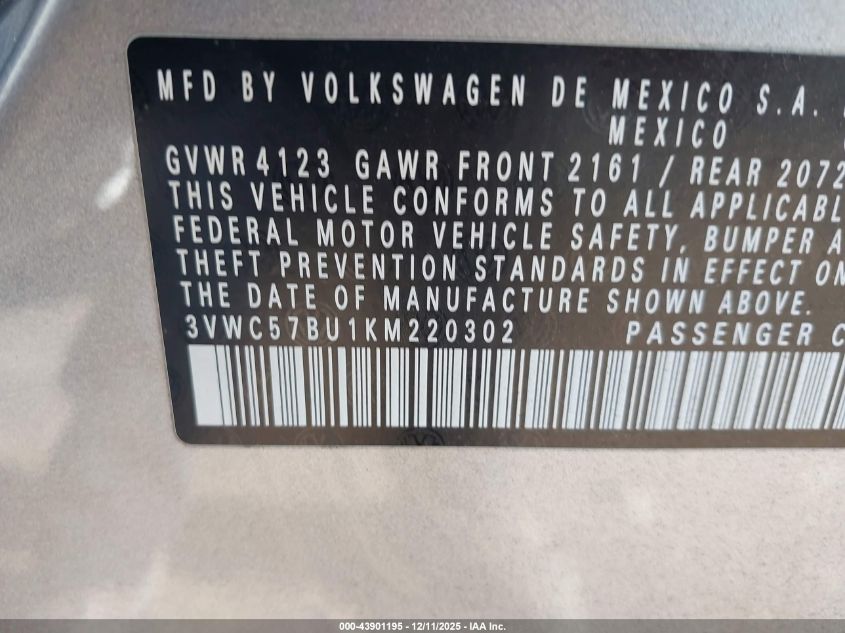 MFD BY VOLKSWAGEN DE MEXICO S.A.
MEXICO
GVWR 4123 GAWR FRONT 2161 / REAR 2072
THIS VEHICLE CONFORMS TO ALL APPLICABL
FEDERAL MOTOR VEHICLE SAFETY, BUMPER A
THEFT PREVENTION STANDARDS IN EFFECT ON
THE DATE OF MANUFACTURE SHOWN ABOVE.
3VWC57BU1KM220302 PASSENGER C
000-43901195 - 12/11/2025 - IAA Inc.